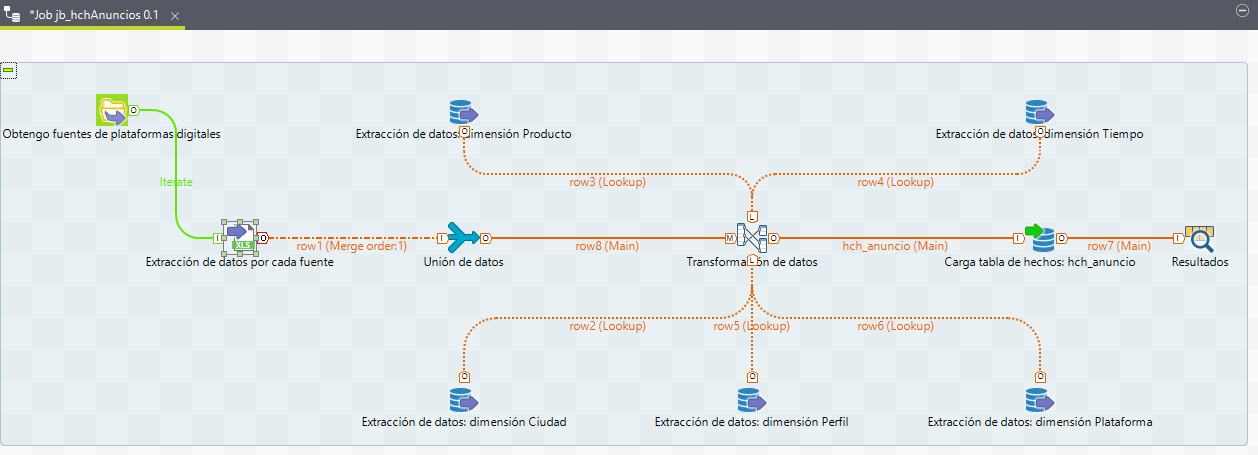 *Job jb_hchAnuncios 0.1
Obtengo fuentes de plataformas digitales
Extracción de datos: dimensión Producto
Extracción de datos: dimensión Tiempo
Iterate
row3 (Lookup)
row4 (Lookup)
XLS
row1 (Merge order:1)
row8 (Main)
hch_anuncio (Main)
row7 (Main)
Extracción de datos por cada fuente
Unión de datos
Transformación de datos
Carga tabla de hechos: hch_anuncio
Resultados
row2 (Lookup)
row5 (Lookup)
row6 (Lookup)
Extracción de datos: dimensión Ciudad
Extracción de datos: dimensión Perfil
Extracción de datos: dimensión Plataforma